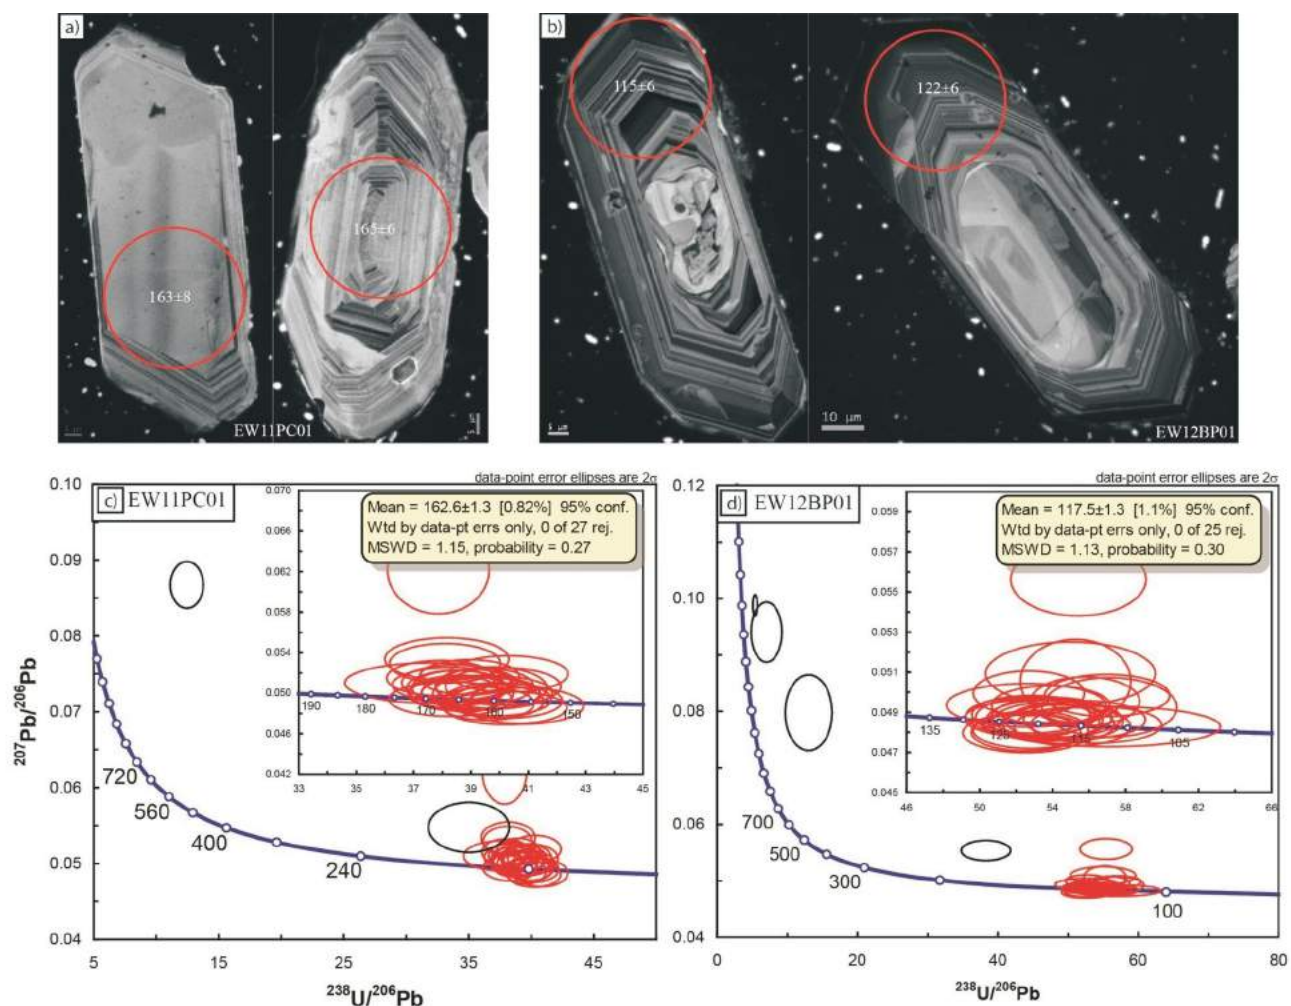 a)
163±8
165±6
EW11PC01
b)
115±6
122±6
10 µm
EW12BP01
data-point error ellipses are 2σ
c) EW11PC01
Mean = 162.6±1.3 [0.82%] 95% conf.
Wtd by data-pt errs only, 0 of 27 rej.
MSWD = 1.15, probability = 0.27
0.070
0.066
0.062
0.058
0.054
0.050
0.046
0.042
190
180
170
160
150
33 35 37 39 41 43 45
0.10
0.09
0.08
0.07
0.06
0.05
0.04
720
560
400
240
5 15 25 35 45
207Pb/206Pb
238U/206Pb
data-point error ellipses are 2σ
d) EW12BP01
Mean = 117.5±1.3 [1.1%] 95% conf.
Wtd by data-pt errs only, 0 of 25 rej.
MSWD = 1.13, probability = 0.30
0.059
0.057
0.055
0.053
0.051
0.049
0.047
0.045
135
125
115
105
46 50 54 58 62 66
0.12
0.10
0.08
0.06
0.04
700
500
300
100
0 20 40 60 80
238U/206Pb